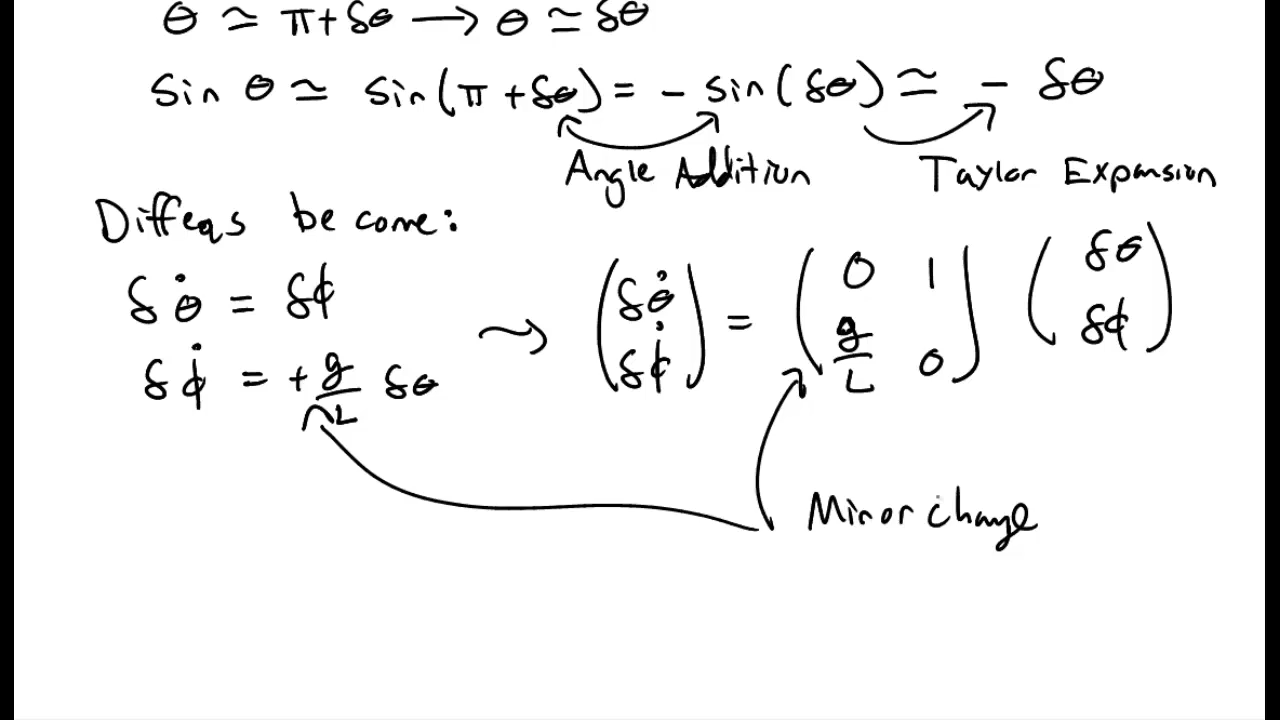 θ ≃ π+δθ ⟶ θ ≃ δθ
Sin θ ≃ sin(π + δθ) = - sin(δθ) ≃ - δθ
Angle Addition Taylor Expansion
Diffeqs become:
δθ̇ = δϕ ⇝ (δθ̇ δϕ̇) = (0 1 g/L 0) (δθ δϕ)
δϕ̇ = + g/L δθ
Minor change